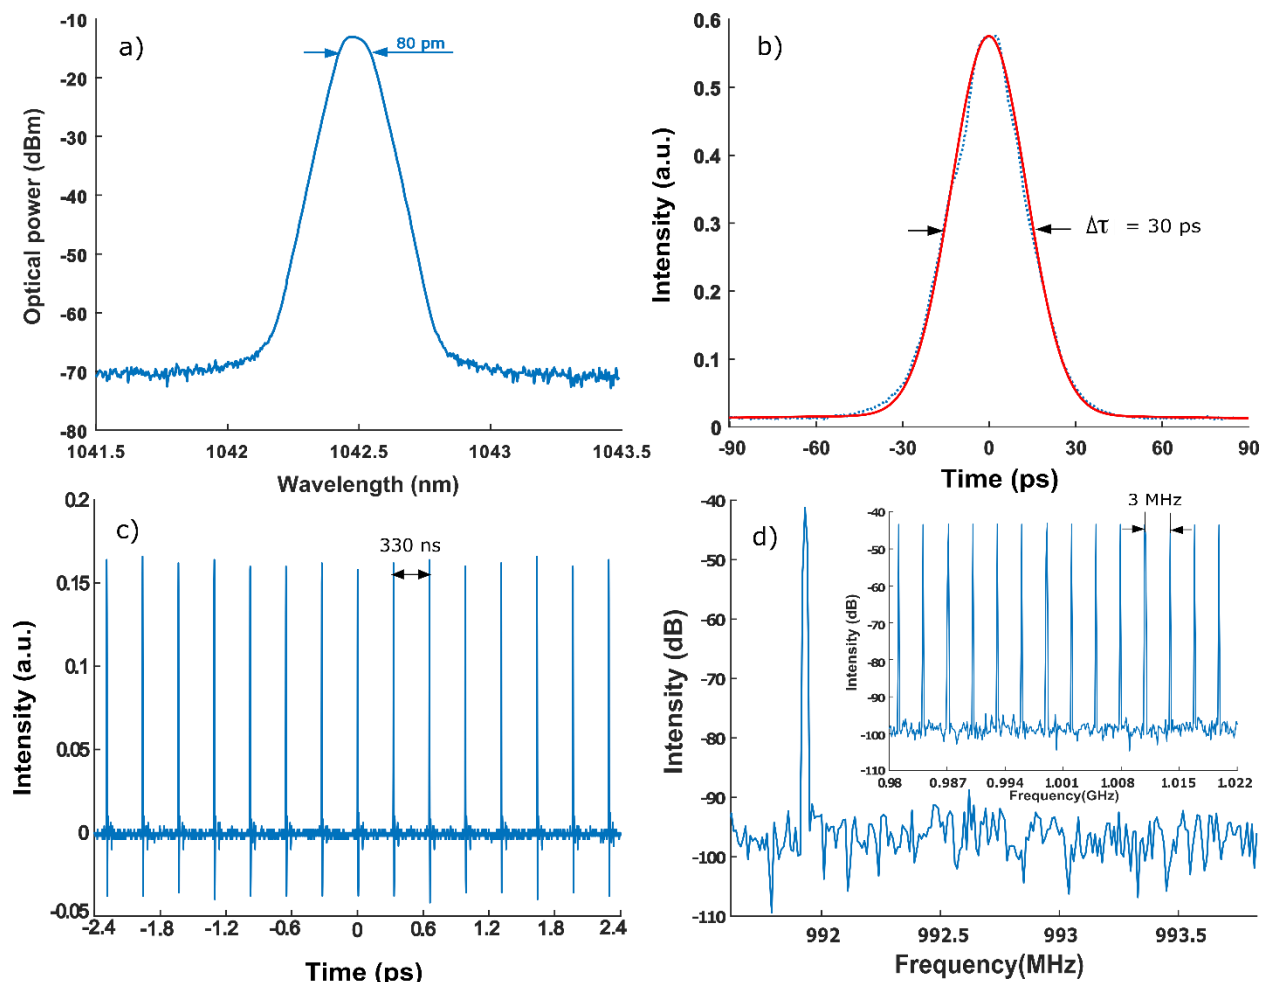 a)
80 pm
-10
-20
-30
-40
-50
-60
-70
-80
1041.5 1042 1042.5 1043 1043.5
Optical power (dBm)
Wavelength (nm)
b)
0.6
0.5
0.4
0.3
0.2
0.1
0
-90 -60 -30 0 30 60 90
Δτ = 30 ps
Intensity (a.u.)
Time (ps)
c)
330 ns
0.2
0.15
0.1
0.05
0
-0.05
-2.4 -1.8 -1.2 -0.6 0 0.6 1.2 1.8 2.4
Intensity (a.u.)
Time (ps)
d)
-40
-50
-60
-70
-80
-90
-100
-110
992 992.5 993 993.5
Intensity (dB)
Frequency(MHz)
3 MHz
-40
-50
-60
-70
-80
-90
-100
-110
0.98 0.987 0.994 1.001 1.008 1.015 1.022
Intensity (dB)
Frequency(GHz)